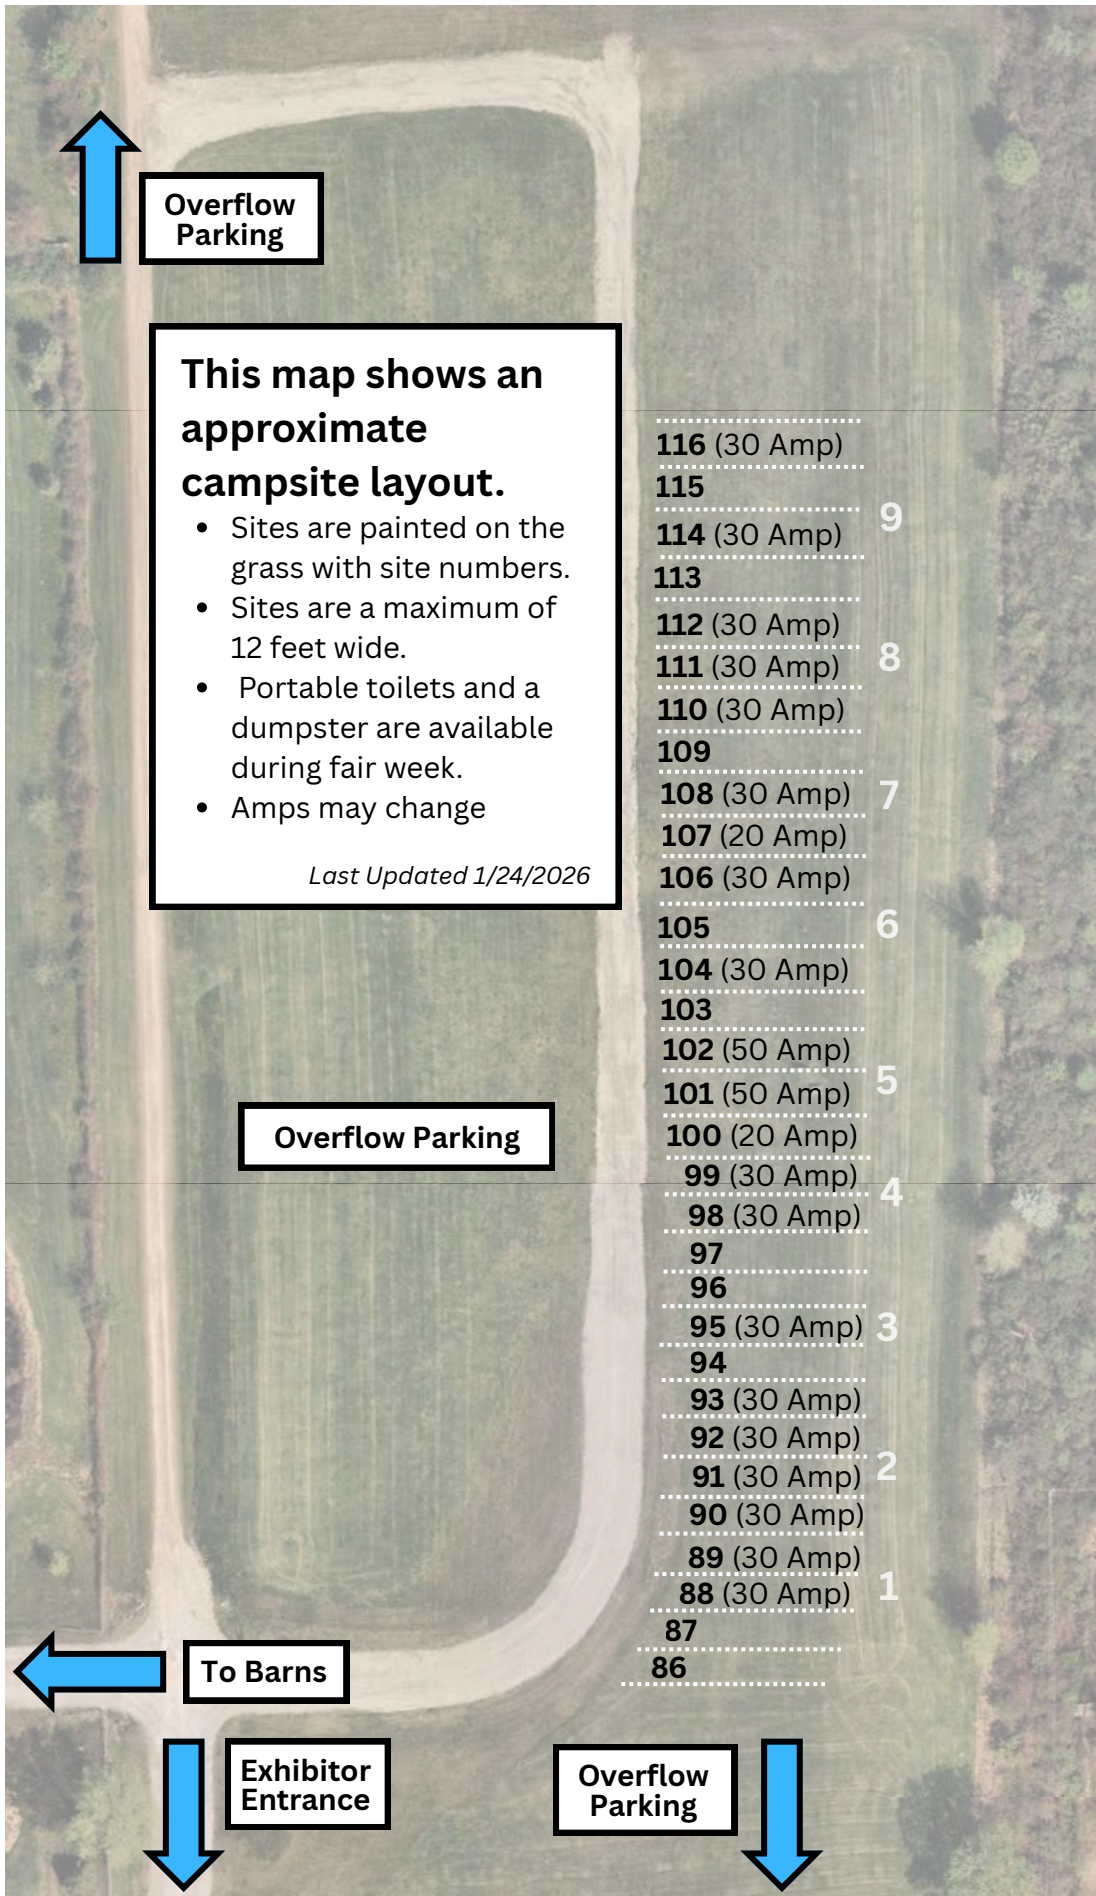 Overflow
Parking
This map shows an
approximate
campsite layout.
• Sites are painted on the
grass with site numbers.
• Sites are a maximum of
12 feet wide.
• Portable toilets and a
dumpster are available
during fair week.
• Amps may change
Last Updated 1/24/2026
116 (30 Amp)
115
9
114 (30 Amp)
113
112 (30 Amp)
8
111 (30 Amp)
110 (30 Amp)
109
108 (30 Amp) 7
107 (20 Amp)
106 (30 Amp)
105 6
104 (30 Amp)
103
102 (50 Amp)
5
101 (50 Amp)
100 (20 Amp)
99 (30 Amp)
4
98 (30 Amp)
97
96
95 (30 Amp) 3
94
93 (30 Amp)
92 (30 Amp)
2
91 (30 Amp)
90 (30 Amp)
89 (30 Amp)
1
88 (30 Amp)
87
86
Overflow Parking
To Barns
Exhibitor
Entrance
Overflow
Parking